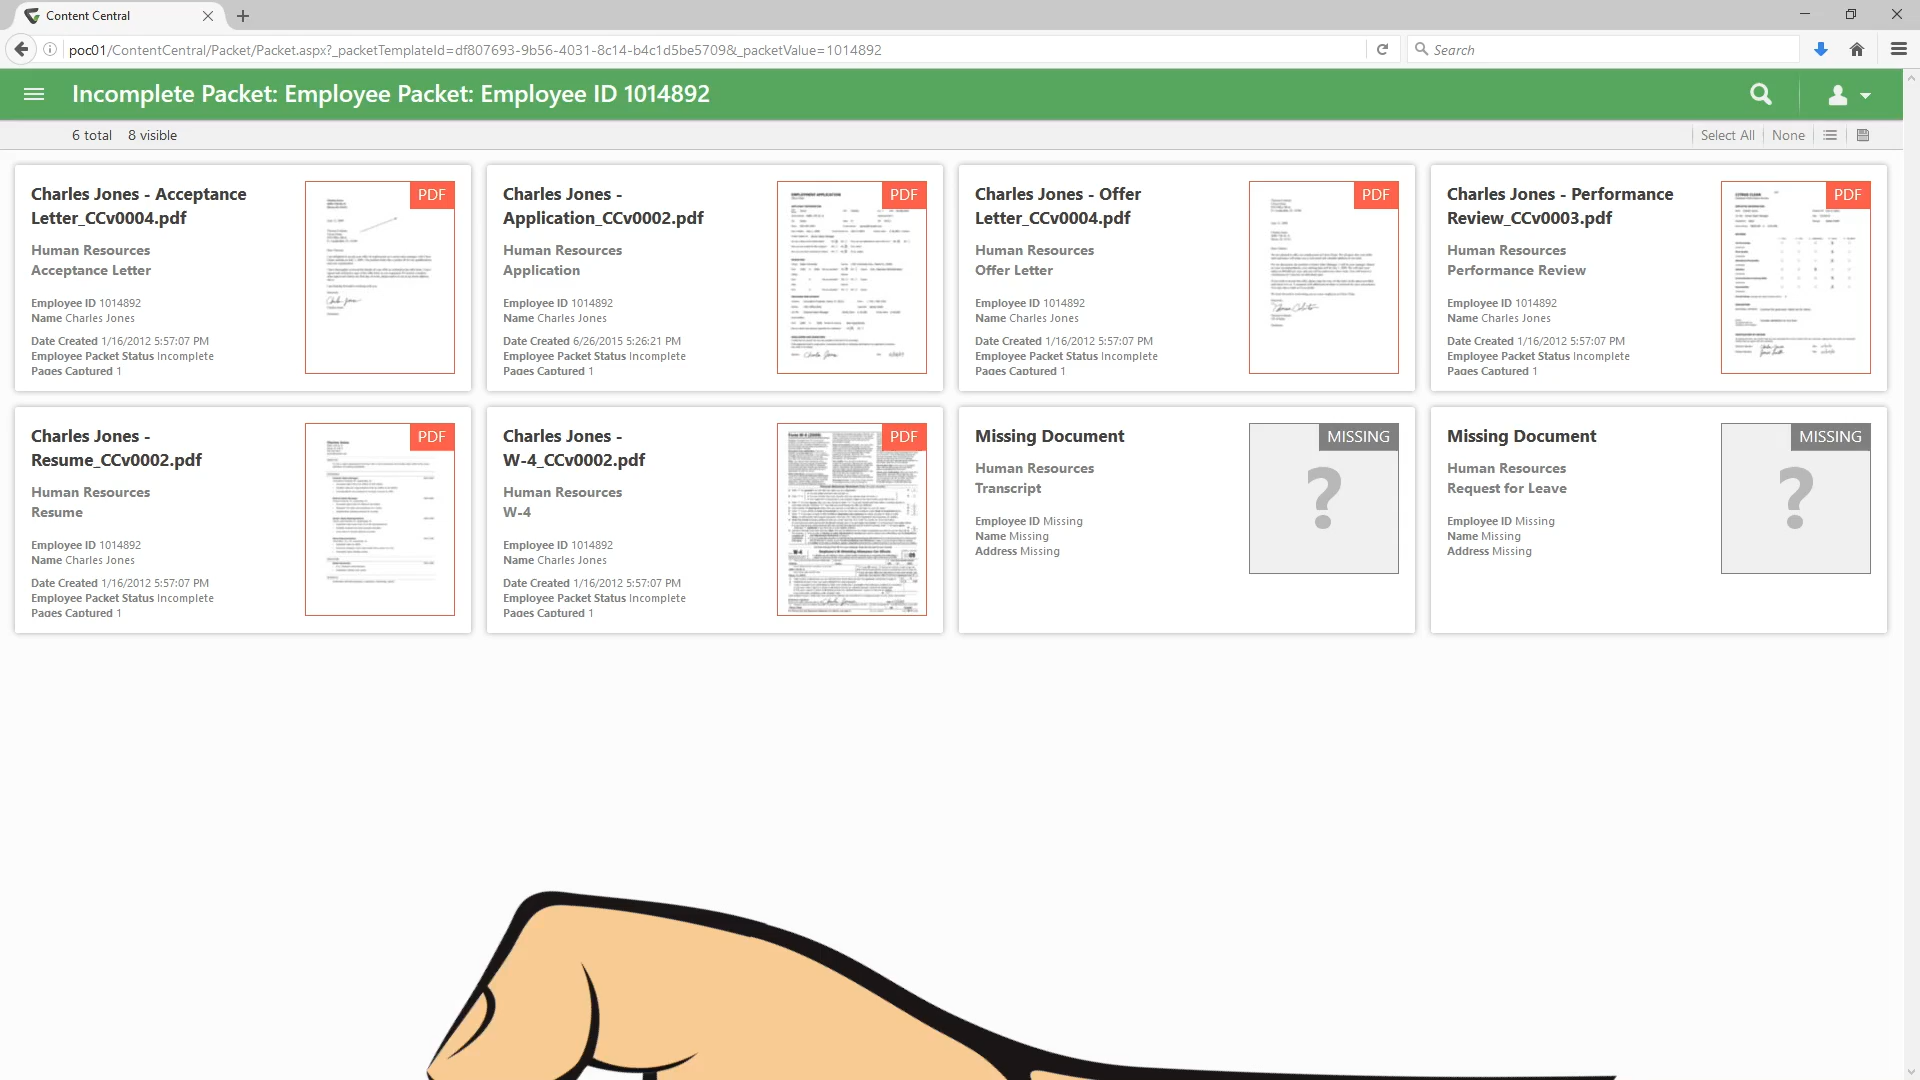 Content Central
poc01/ContentCentral/Packet/Packet.aspx?_packetTemplateId=df807693-9b56-4031-8c14-b4c1d5be5709&_packetValue=1014892
Search
Incomplete Packet: Employee Packet: Employee ID 1014892
6 total 8 visible
Select All None
Charles Jones - Acceptance
Letter_CCv0004.pdf
PDF
Human Resources
Acceptance Letter
Employee ID 1014892
Name Charles Jones
Date Created 1/16/2012 5:57:07 PM
Employee Packet Status Incomplete
Pages Captured 1
Charles Jones -
Application_CCv0002.pdf
PDF
Human Resources
Application
Employee ID 1014892
Name Charles Jones
Date Created 6/26/2015 5:26:21 PM
Employee Packet Status Incomplete
Pages Captured 1
Charles Jones - Offer
Letter_CCv0004.pdf
PDF
Human Resources
Offer Letter
Employee ID 1014892
Name Charles Jones
Date Created 1/16/2012 5:57:07 PM
Employee Packet Status Incomplete
Pages Captured 1
Charles Jones - Performance
Review_CCv0003.pdf
PDF
Human Resources
Performance Review
Employee ID 1014892
Name Charles Jones
Date Created 1/16/2012 5:57:07 PM
Employee Packet Status Incomplete
Pages Captured 1
Charles Jones -
Resume_CCv0002.pdf
PDF
Human Resources
Resume
Employee ID 1014892
Name Charles Jones
Date Created 1/16/2012 5:57:07 PM
Employee Packet Status Incomplete
Pages Captured 1
Charles Jones -
W-4_CCv0002.pdf
PDF
Human Resources
W-4
Employee ID 1014892
Name Charles Jones
Date Created 1/16/2012 5:57:07 PM
Employee Packet Status Incomplete
Pages Captured 1
Missing Document
MISSING
Human Resources
Transcript
Employee ID Missing
Name Missing
Address Missing
?
Missing Document
MISSING
Human Resources
Request for Leave
Employee ID Missing
Name Missing
Address Missing
?